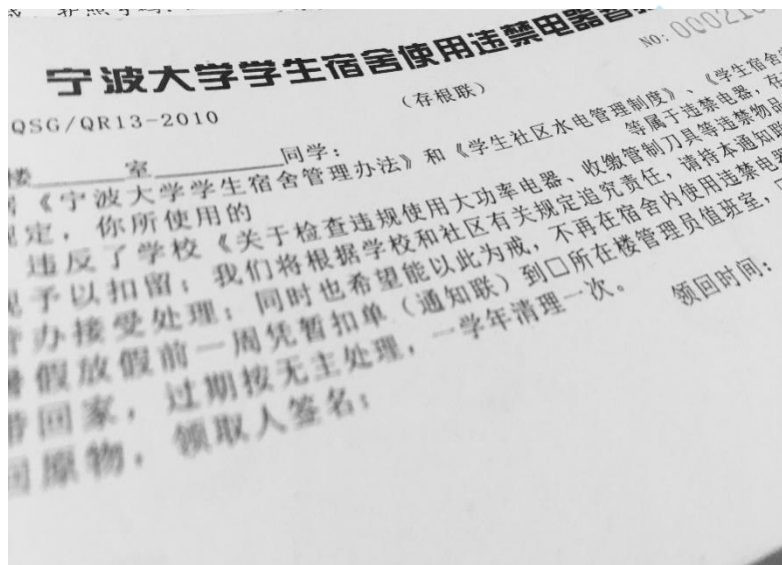 宁波大学学生宿舍使用违禁电器暂
NO: 000210
QSG/QR13-2010
(存根联)
楼 室 同学:
《宁波大学学生宿舍管理办法》和《学生社区水电管理制度》、《学生宿舍
定,你所使用的 等属于违禁电器,在
违反了学校《关于检查违规使用大功率电器、收缴管制刀具等违禁物品
予以扣留;我们将根据学校和社区有关规定追究责任,请持本通知联
办接受处理;同时也希望能以此为戒,不再在宿舍内使用违禁电器
假放假前一周凭暂扣单(通知联)到□所在楼管理员值班室,
带回家,过期按无主处理,一学年清理一次。
回原物,领取人签名: 领回时间: